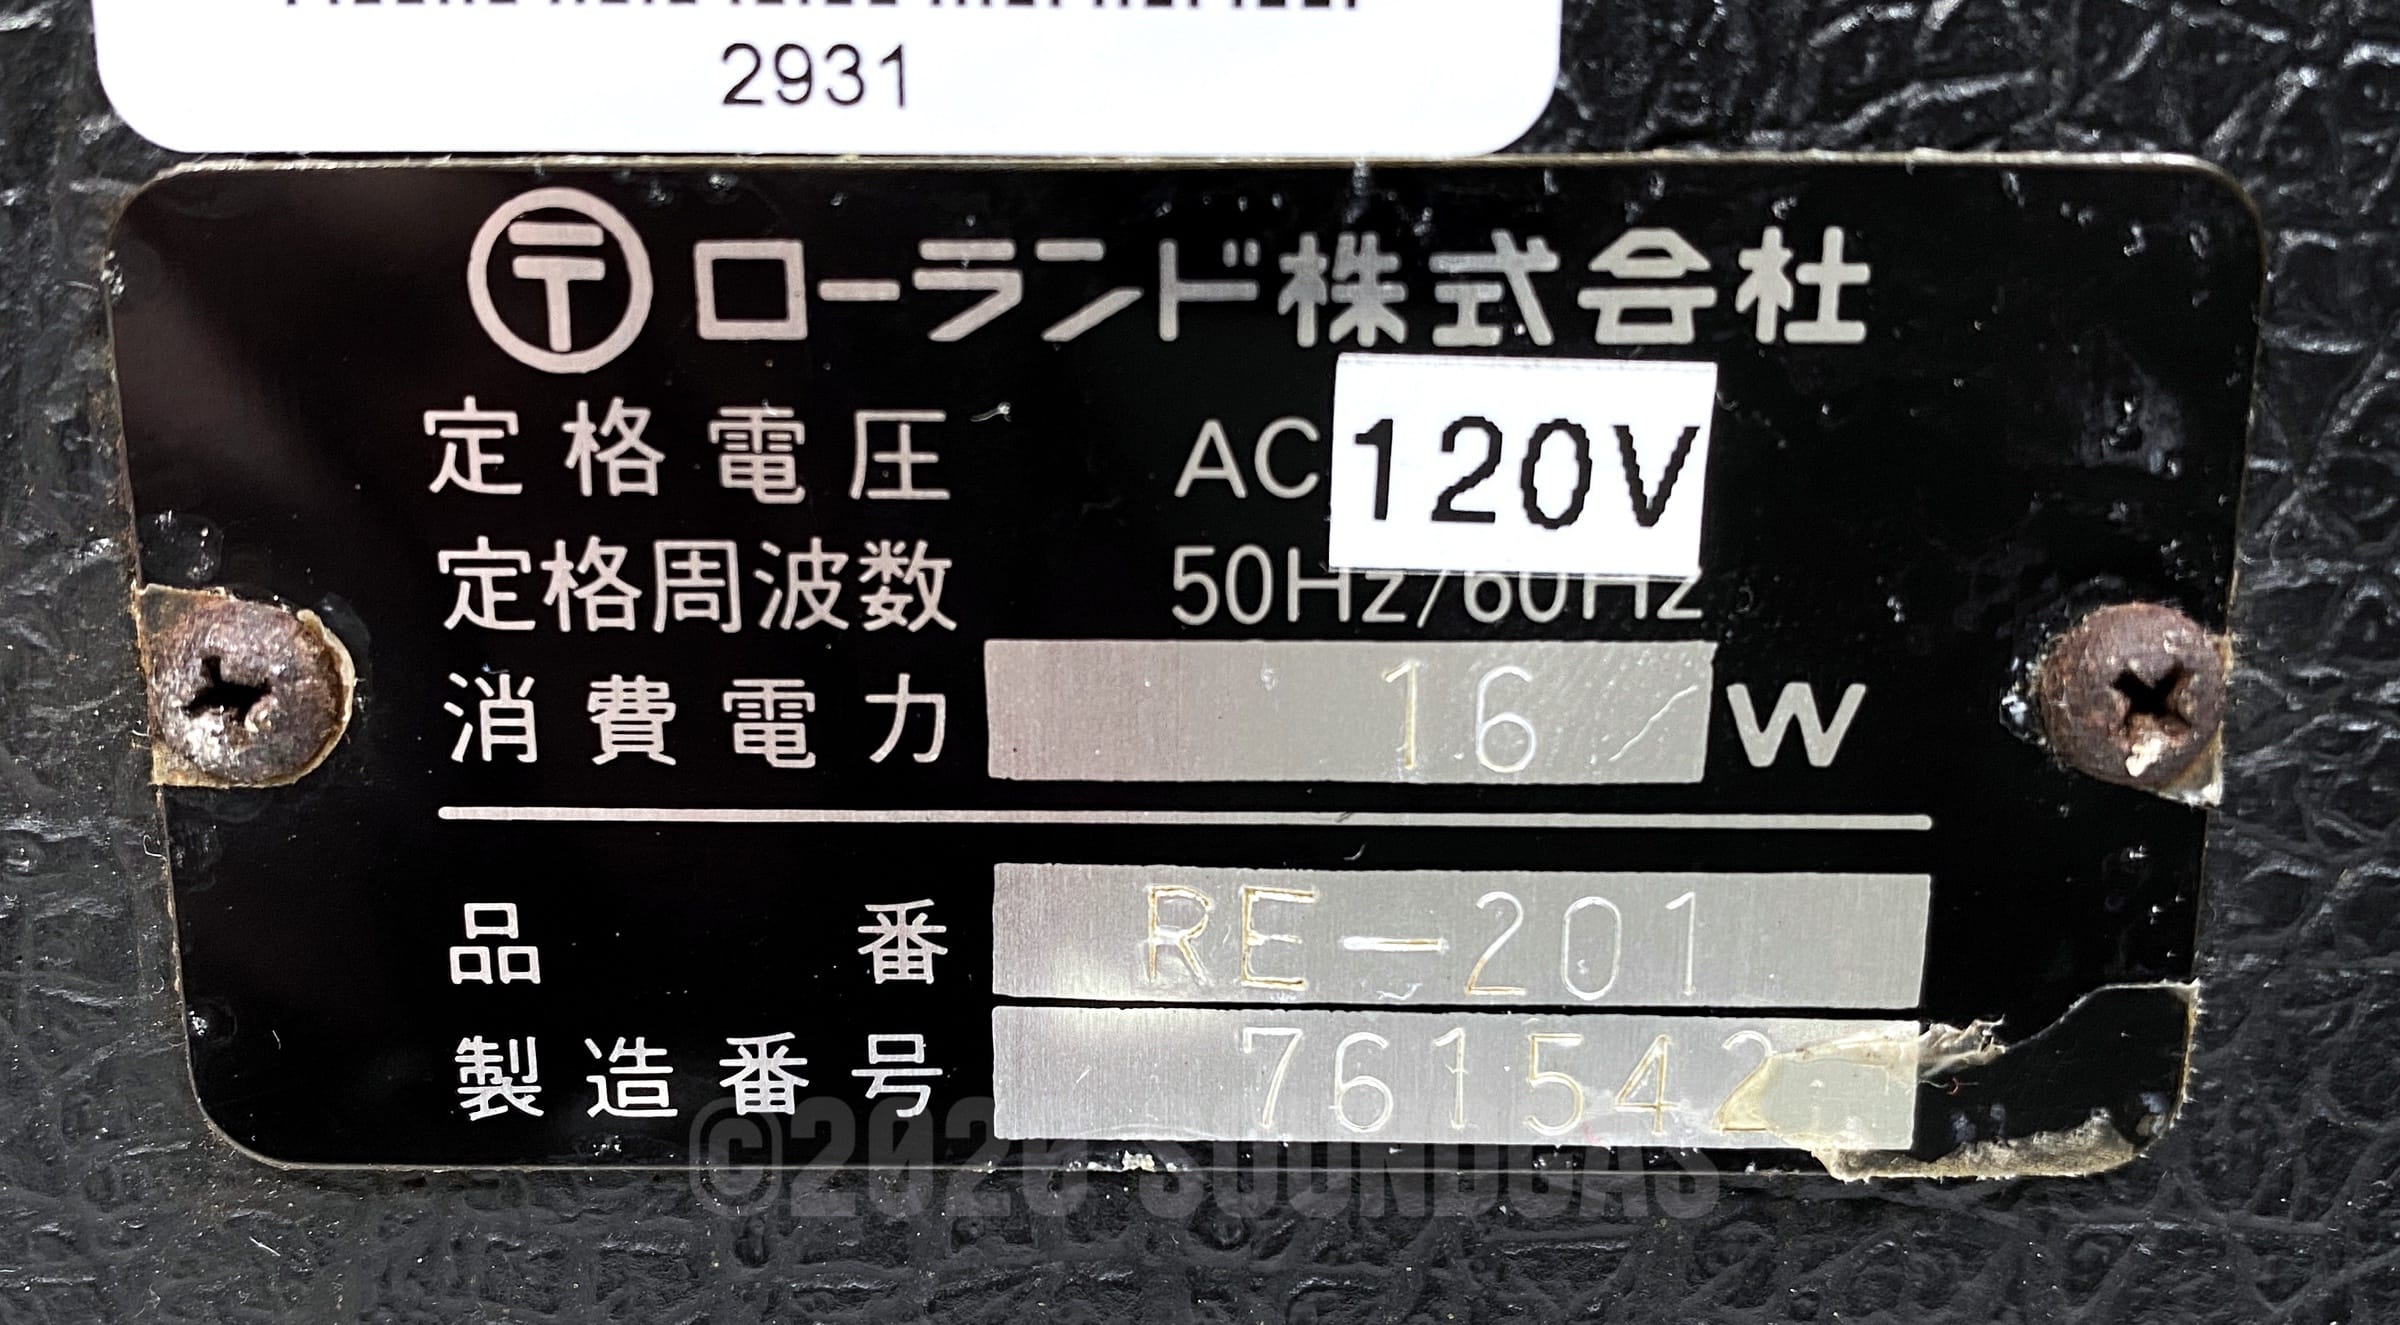 2931
〶 ローランド株式会社
定格電圧 AC 120V
定格周波数 50Hz/60Hz
消費電力 16 W
品番 RE-201
製造番号 761542
©2020 SOUNDGAS